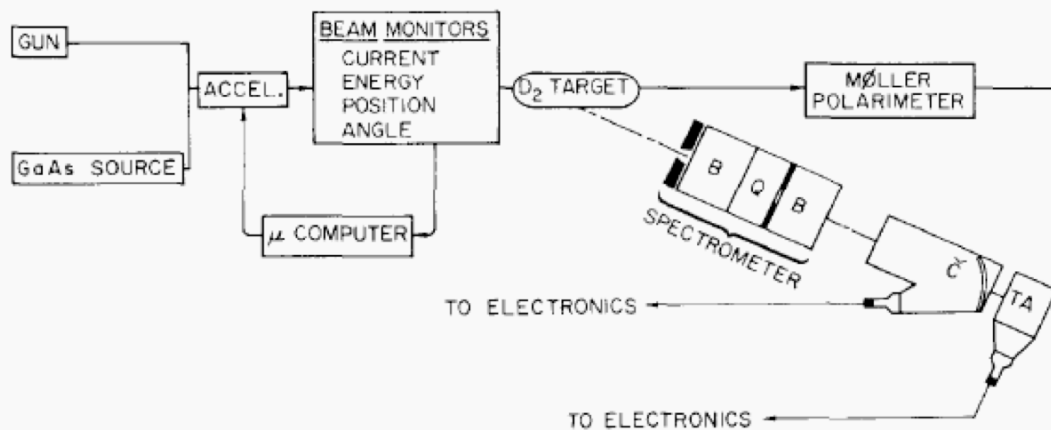 GUN
GaAs SOURCE
ACCEL.
BEAM MONITORS
CURRENT
ENERGY
POSITION
ANGLE
μ COMPUTER
D₂ TARGET
MØLLER
POLARIMETER
B
Q
B
SPECTROMETER
Č
TA
TO ELECTRONICS
TO ELECTRONICS